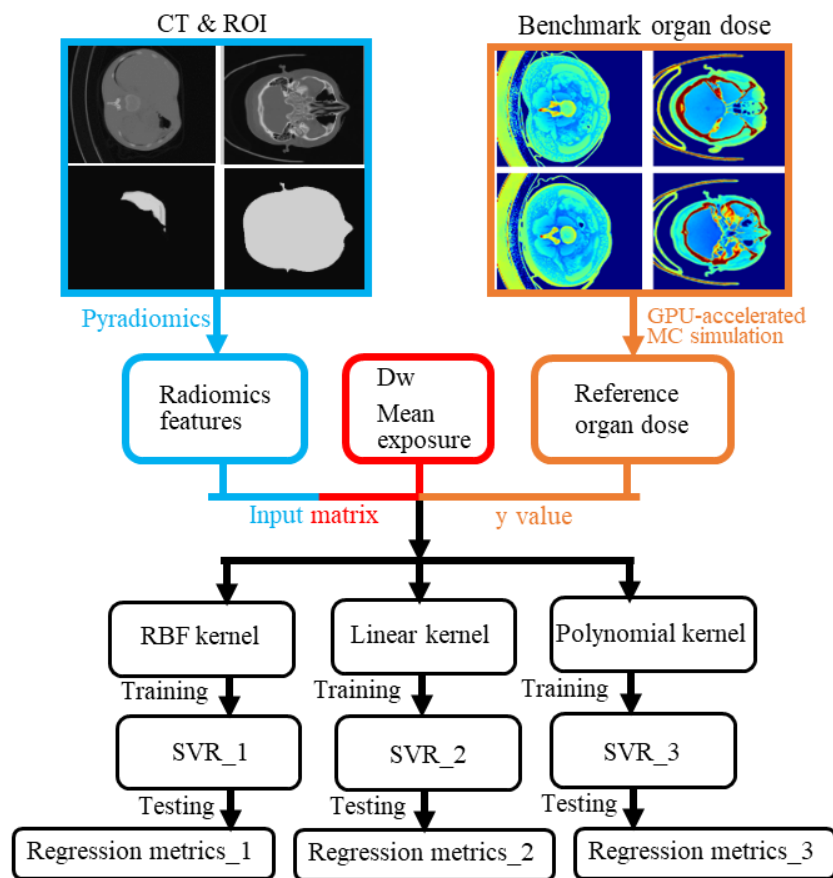 CT & ROI
Benchmark organ dose
Pyradiomics
GPU-accelerated
MC simulation
Radiomics
features
Dw
Mean
exposure
Reference
organ dose
Input matrix
y value
RBF kernel
Linear kernel
Polynomial kernel
Training
Training
Training
SVR_1
SVR_2
SVR_3
Testing
Testing
Testing
Regression metrics_1
Regression metrics_2
Regression metrics_3